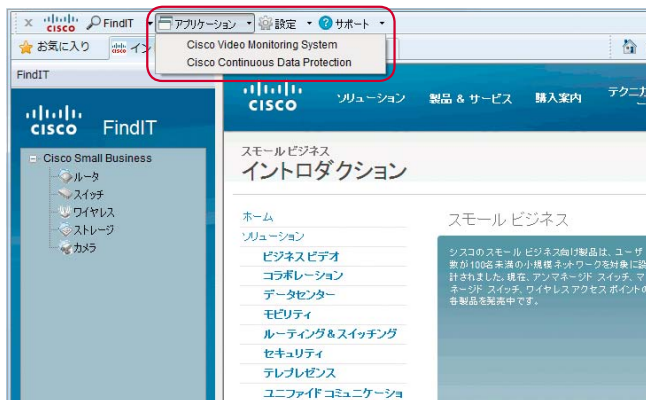 x CISCO FindIT アプリケーション 設定 サポート
お気に入り イン
Cisco Video Monitoring System
Cisco Continuous Data Protection
FindIT
CISCO FindIT
Cisco Small Business
ルータ
スイッチ
ワイヤレス
ストレージ
カメラ
CISCO ソリューション 製品 & サービス 購入案内 テクニカ
スモールビジネス
イントロダクション
ホーム
ソリューション
ビジネス ビデオ
コラボレーション
データセンター
モビリティ
ルーティング & スイッチング
セキュリティ
テレプレゼンス
ユニファイド コミュニケーショ
スモール ビジネス
シスコのスモール ビジネス向け製品は、ユーザ
数が100名未満の小規模ネットワークを対象に設
計されました。現在、アンマネージド スイッチ、マ
ネージド スイッチ、ワイヤレスアクセス ポイントの
各製品を発売中です。